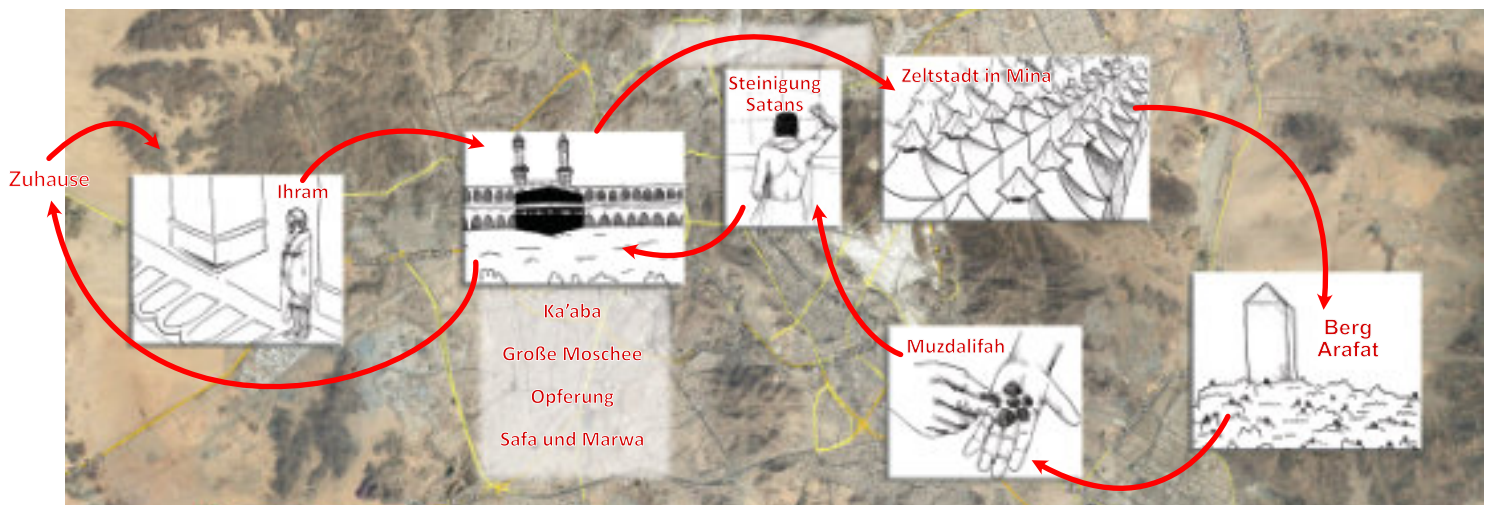 Zuhause
Ihram
Steinigung
Satans
Zeltstadt in Mina
Ka’aba
Große Moschee
Opferung
Safa und Marwa
Muzdalifah
Berg
Arafat